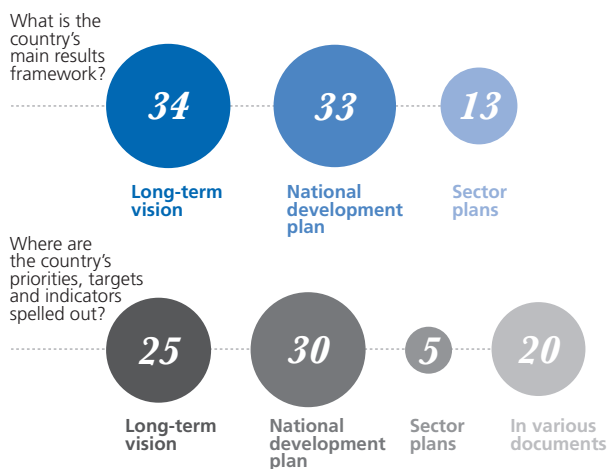 What is the
country's
main results
framework?
34
33
13
Long-term
vision
National
development
plan
Sector
plans
Where are
the country's
priorities, targets
and indicators
spelled out?
25
30
5
20
Long-term
vision
National
development
plan
Sector
plans
In various
documents